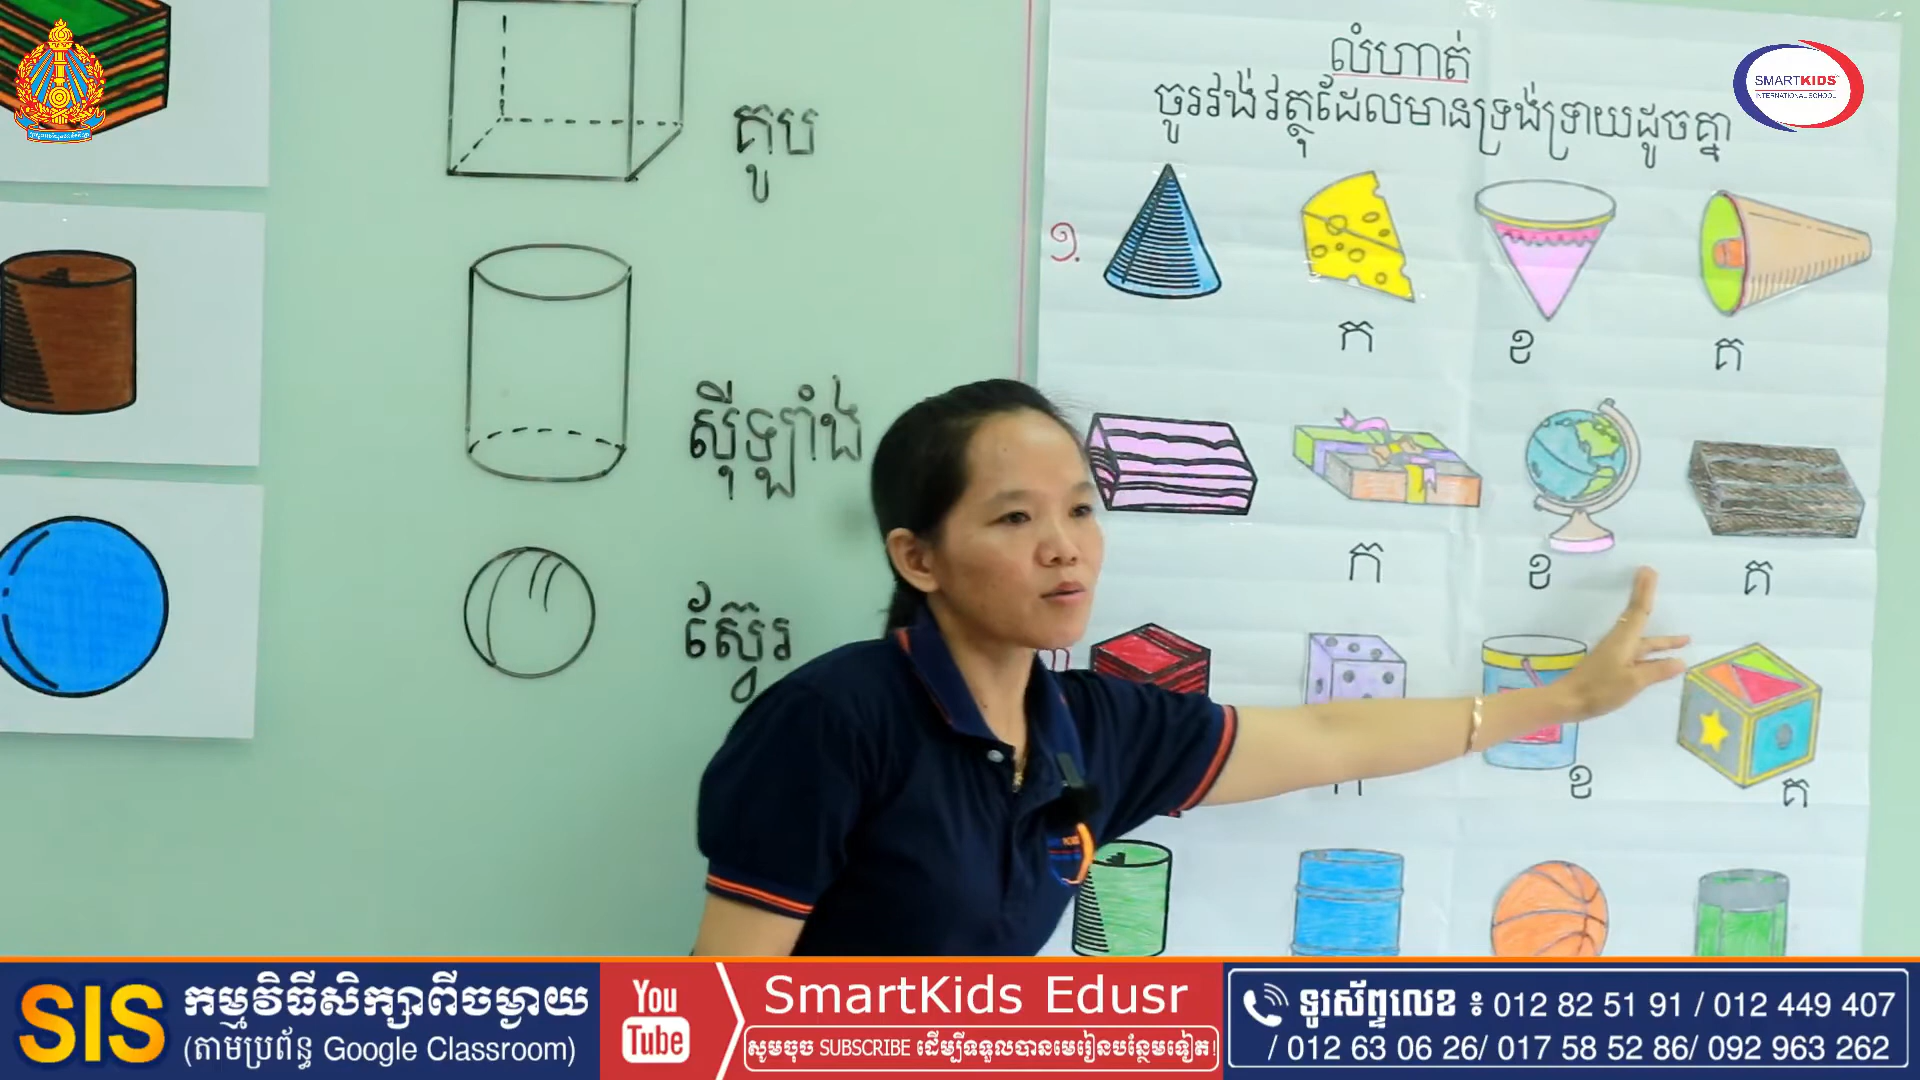 SMARTKIDS
INTERNATIONAL SCHOOL
គូប
ស៊ីឡាំង
ស្វ៊ែរ
លំហាត់
ចូរវង់វត្ថុដែលមានទ្រង់ទ្រាយដូចគ្នា
១.
ក ខ គ
ក ខ គ
ក ខ គ
SIS
កម្មវិធីសិក្សាពីចម្ងាយ
(តាមប្រព័ន្ធ Google Classroom)
You
Tube
SmartKids Edusr
សូមចុច SUBSCRIBE ដើម្បីទទួលបានមេរៀនបន្ថែមទៀត!
ទូរស័ព្ទលេខ ៖ 012 82 51 91 / 012 449 407
/ 012 63 06 26/ 017 58 52 86/ 092 963 262